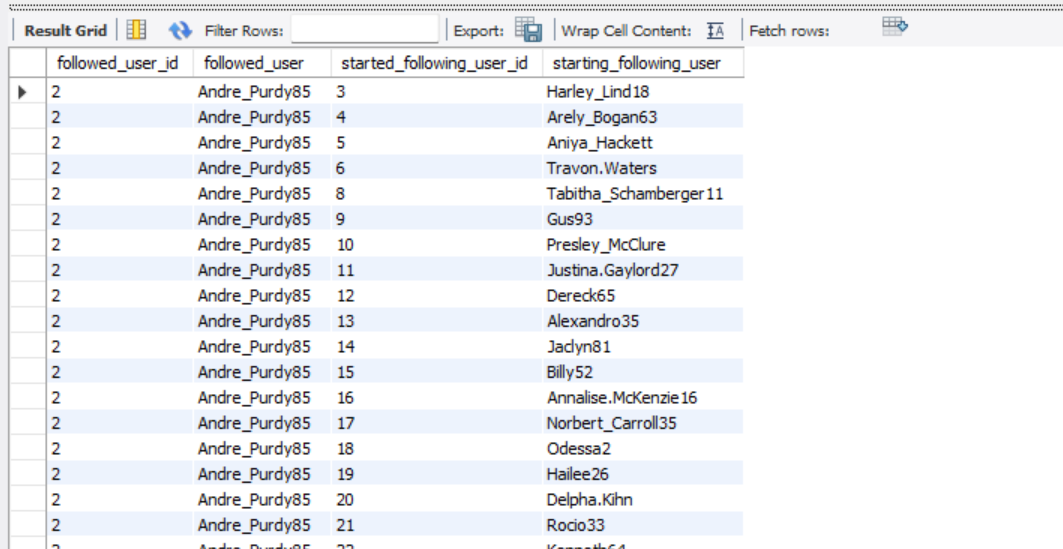 Result Grid Filter Rows: Export: Wrap Cell Content: Fetch rows:
followed_user_id followed_user started_following_user_id starting_following_user
2 Andre_Purdy85 3 Harley_Lind18
2 Andre_Purdy85 4 Arely_Bogan63
2 Andre_Purdy85 5 Aniya_Hackett
2 Andre_Purdy85 6 Travon.Waters
2 Andre_Purdy85 8 Tabitha_Schamberger11
2 Andre_Purdy85 9 Gus93
2 Andre_Purdy85 10 Presley_McClure
2 Andre_Purdy85 11 Justina.Gaylord27
2 Andre_Purdy85 12 Dereck65
2 Andre_Purdy85 13 Alexandro35
2 Andre_Purdy85 14 Jaclyn81
2 Andre_Purdy85 15 Billy52
2 Andre_Purdy85 16 Annalise.McKenzie16
2 Andre_Purdy85 17 Norbert_Carroll35
2 Andre_Purdy85 18 Odessa2
2 Andre_Purdy85 19 Hailee26
2 Andre_Purdy85 20 Delpha.Kihn
2 Andre_Purdy85 21 Rocio33
2 Andre_Purdy85 22 Kenneth64